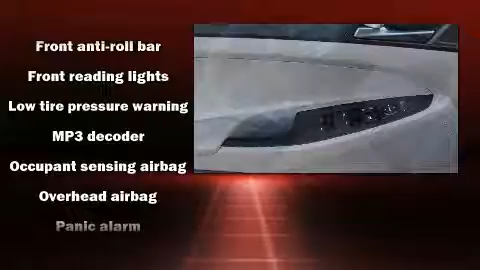 Front anti-roll bar
Front reading lights
Low tire pressure warning
MP3 decoder
Occupant sensing airbag
Overhead airbag
Panic alarm